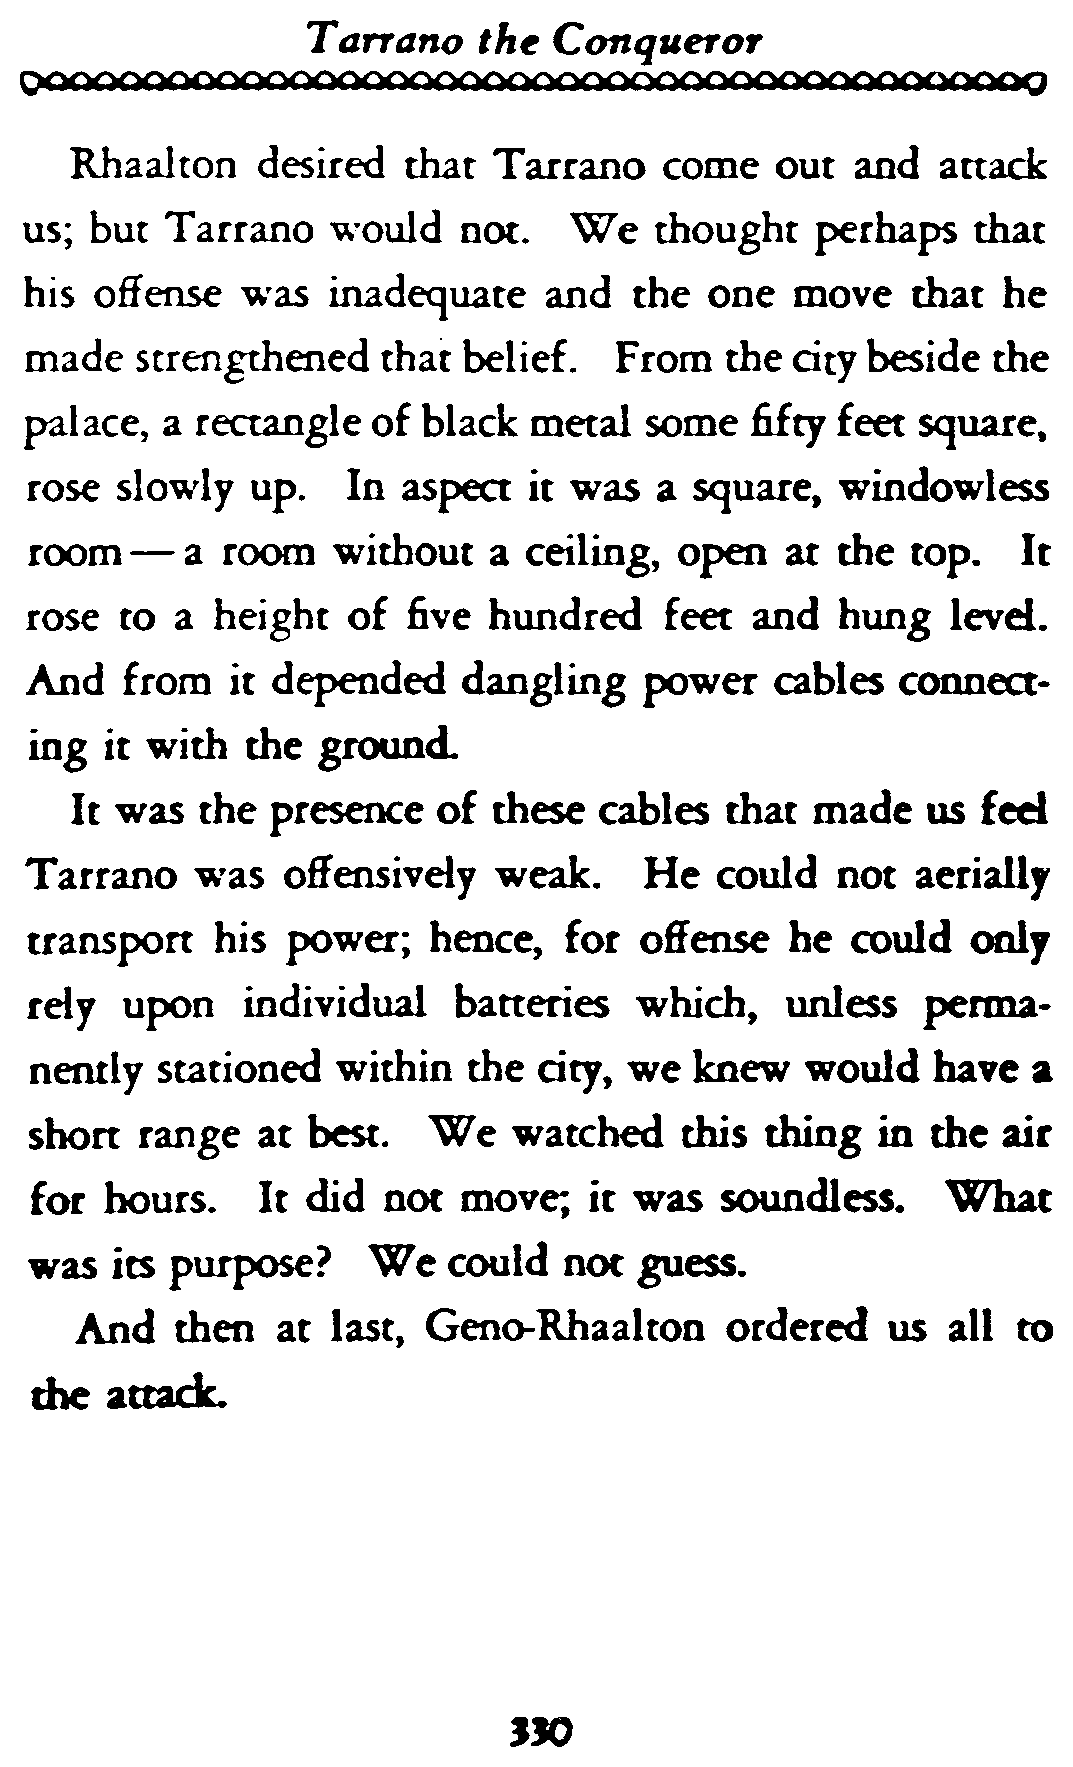 Tarrano the Conqueror
Rhaalton desired that Tarrano come out and attack
us; but Tarrano would not. We thought perhaps that
his offense was inadequate and the one move that he
made strengthened that belief. From the city beside the
palace, a rectangle of black metal some fifty feet square,
rose slowly up. In aspect it was a square, windowless
room—a room without a ceiling, open at the top. It
rose to a height of five hundred feet and hung level.
And from it depended dangling power cables connect-
ing it with the ground.
It was the presence of these cables that made us feel
Tarrano was offensively weak. He could not aerially
transport his power; hence, for offense he could only
rely upon individual batteries which, unless perma-
nently stationed within the city, we knew would have a
short range at best. We watched this thing in the air
for hours. It did not move; it was soundless. What
was its purpose? We could not guess.
And then at last, Geno-Rhaalton ordered us all to
the attack.
330